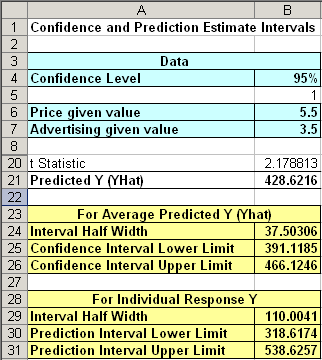 A B
1 Confidence and Prediction Estimate Intervals
2
3 Data
4 Confidence Level 95%
5 1
6 Price given value 5.5
7 Advertising given value 3.5
8
20 t Statistic 2.178813
21 Predicted Y (YHat) 428.6216
22
23 For Average Predicted Y (Yhat)
24 Interval Half Width 37.50306
25 Confidence Interval Lower Limit 391.1185
26 Confidence Interval Upper Limit 466.1246
27
28 For Individual Response Y
29 Interval Half Width 110.0041
30 Prediction Interval Lower Limit 318.6174
31 Prediction Interval Upper Limit 538.6257